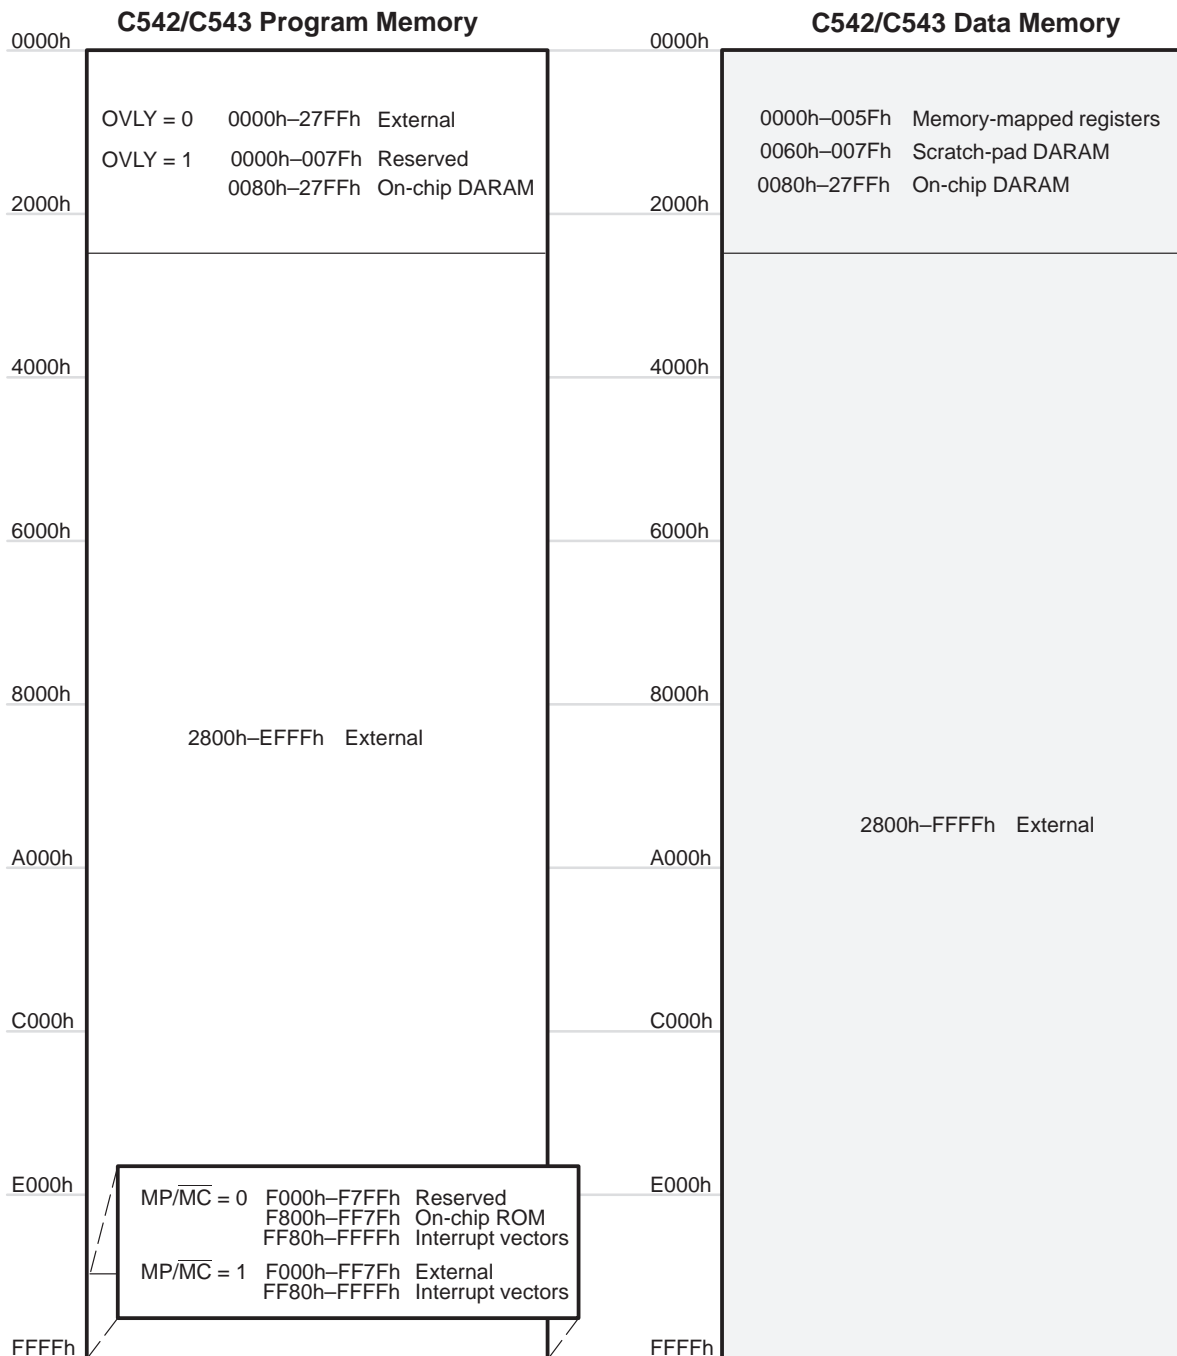 C542/C543 Program Memory
0000h
OVLY = 0 0000h–27FFh External
OVLY = 1 0000h–007Fh Reserved
0080h–27FFh On-chip DARAM
2000h
4000h
6000h
8000h
2800h–EFFFh External
A000h
C000h
E000h
MP/MC = 0 F000h–F7FFh Reserved
F800h–FF7Fh On-chip ROM
FF80h–FFFFh Interrupt vectors
MP/MC = 1 F000h–FF7Fh External
FF80h–FFFFh Interrupt vectors
FFFFh
C542/C543 Data Memory
0000h
0000h–005Fh Memory-mapped registers
0060h–007Fh Scratch-pad DARAM
0080h–27FFh On-chip DARAM
2000h
4000h
6000h
8000h
2800h–FFFFh External
A000h
C000h
E000h
FFFFh